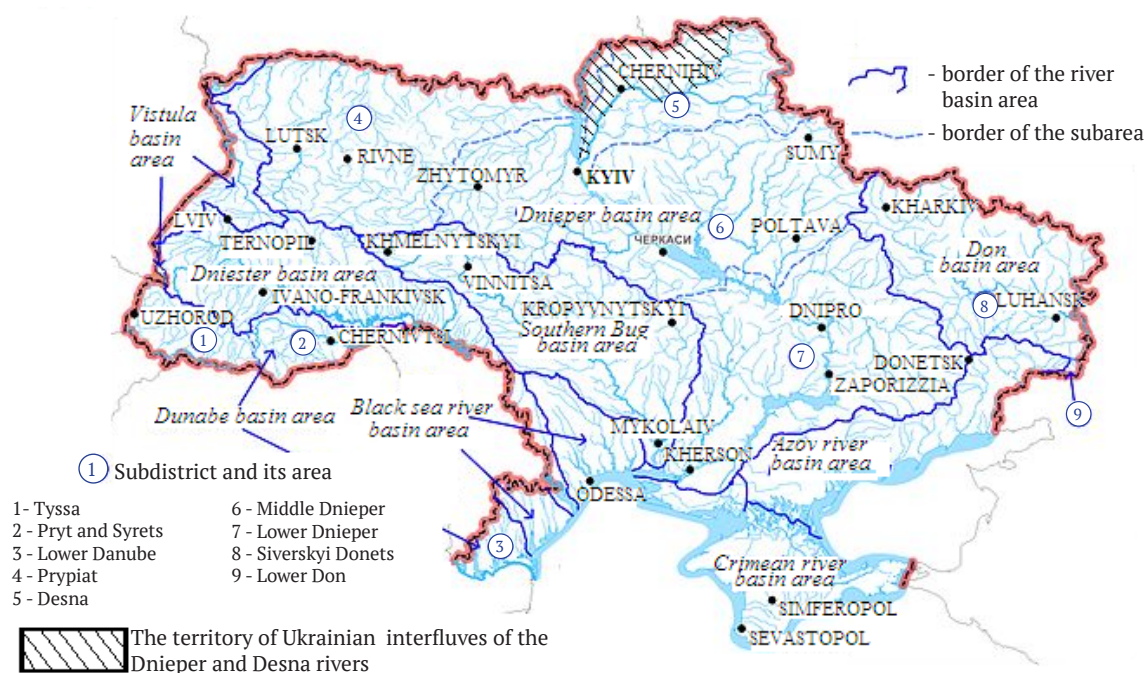 CHERNIHIV
5
- border of the river
basin area
- border of the subarea
Vistula
basin
area
4
LUTSK
RIVNE
ZHYTOMYR
KYIV
SUMY
KHARKIV
LVIV
TERNOPIL
KHMELNYTSKYI
Dnieper basin area
6
ЧЕРКАСИ
POLTAVA
Don
basin area
Dniester basin area
VINNITSA
IVANO-FRANKIVSK
KROPYVNYTSKYI
Southern Bug
basin area
DNIPRO
8
LUHANSK
UZHOROD
1
2
CHERNIVTSI
7
DONETSK
ZAPORIZZIA
9
Dunabe basin area
Black sea river
basin area
MYKOLAIV
KHERSON
Azov river
basin area
ODESSA
3
Crimean river
basin area
SIMFEROPOL
SEVASTOPOL
1 Subdistrict and its area
1- Tyssa
2 - Pryt and Syrets
3 - Lower Danube
4 - Prypiat
5 - Desna
6 - Middle Dnieper
7 - Lower Dnieper
8 - Siverskyi Donets
9 - Lower Don
The territory of Ukrainian interfluves of the
Dnieper and Desna rivers